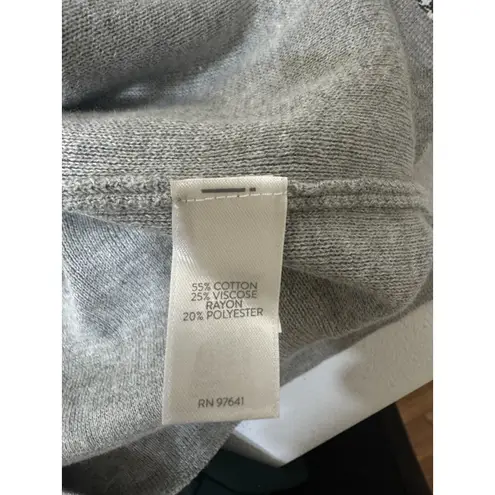 55% COTTON
25% VISCOSE
RAYON
20% POLYESTER
RN 97641